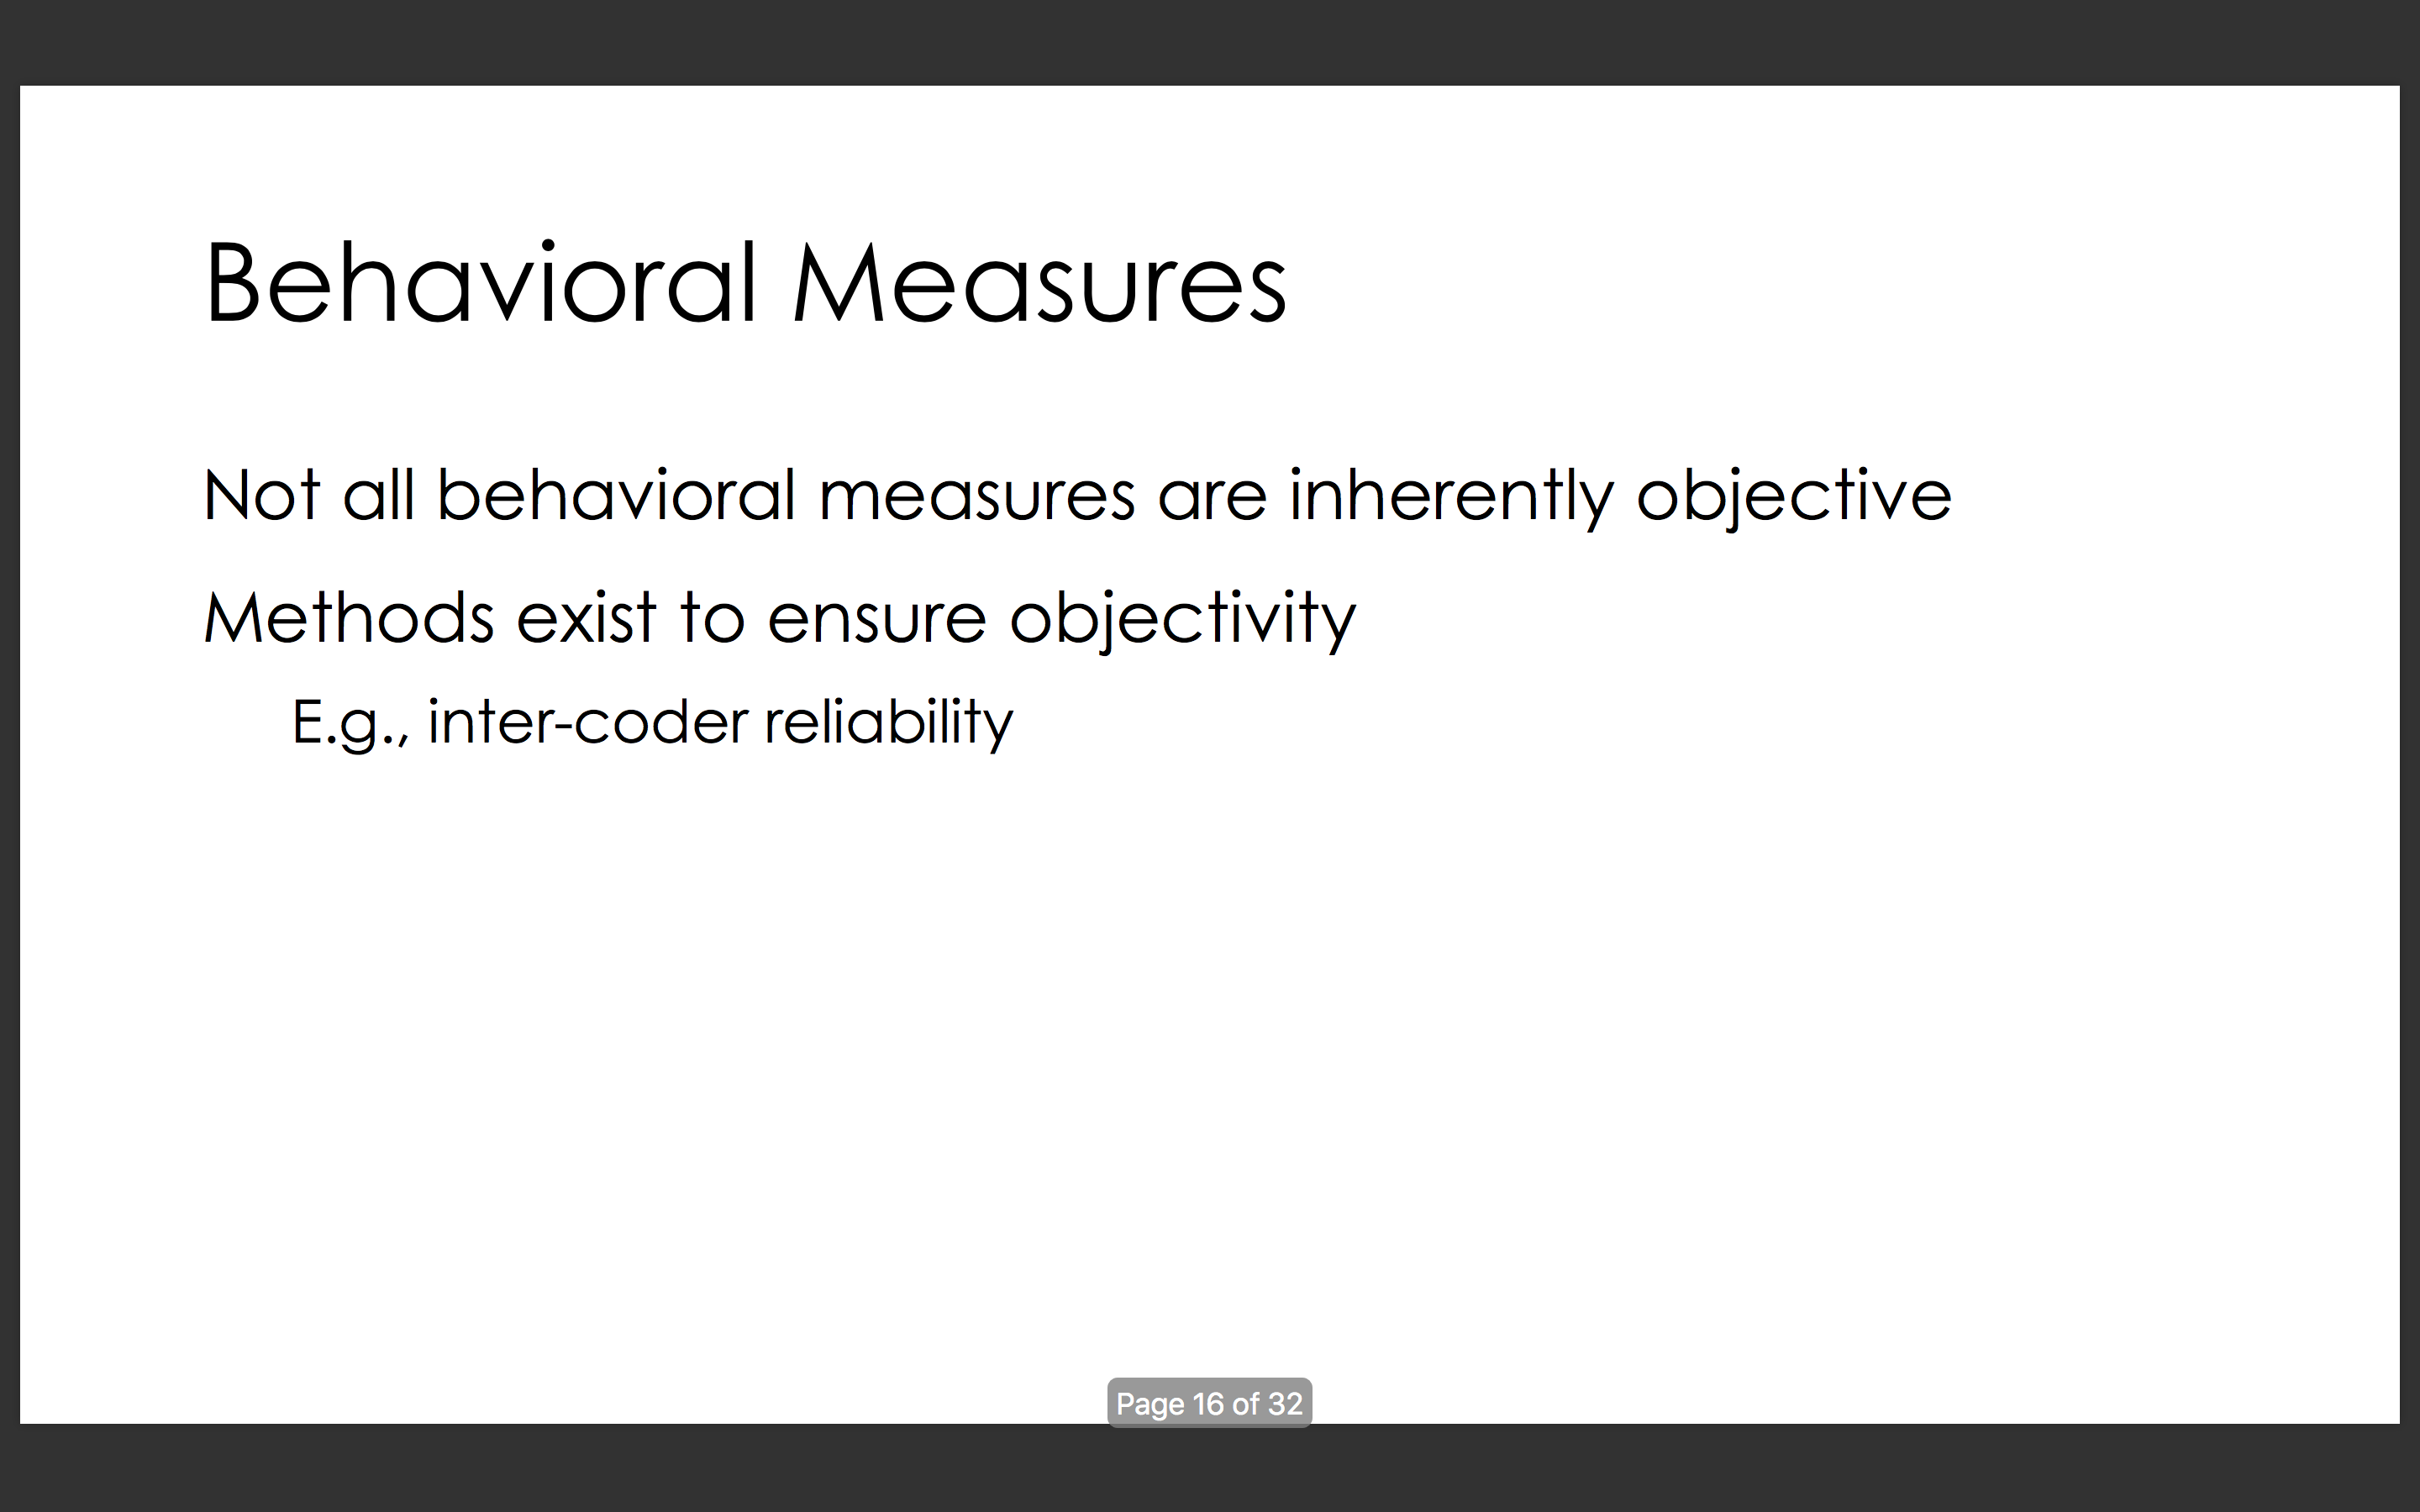 Behavioral Measures
Not all behavioral measures are inherently objective
Methods exist to ensure objectivity
E.g., inter-coder reliability
Page 16 of 32